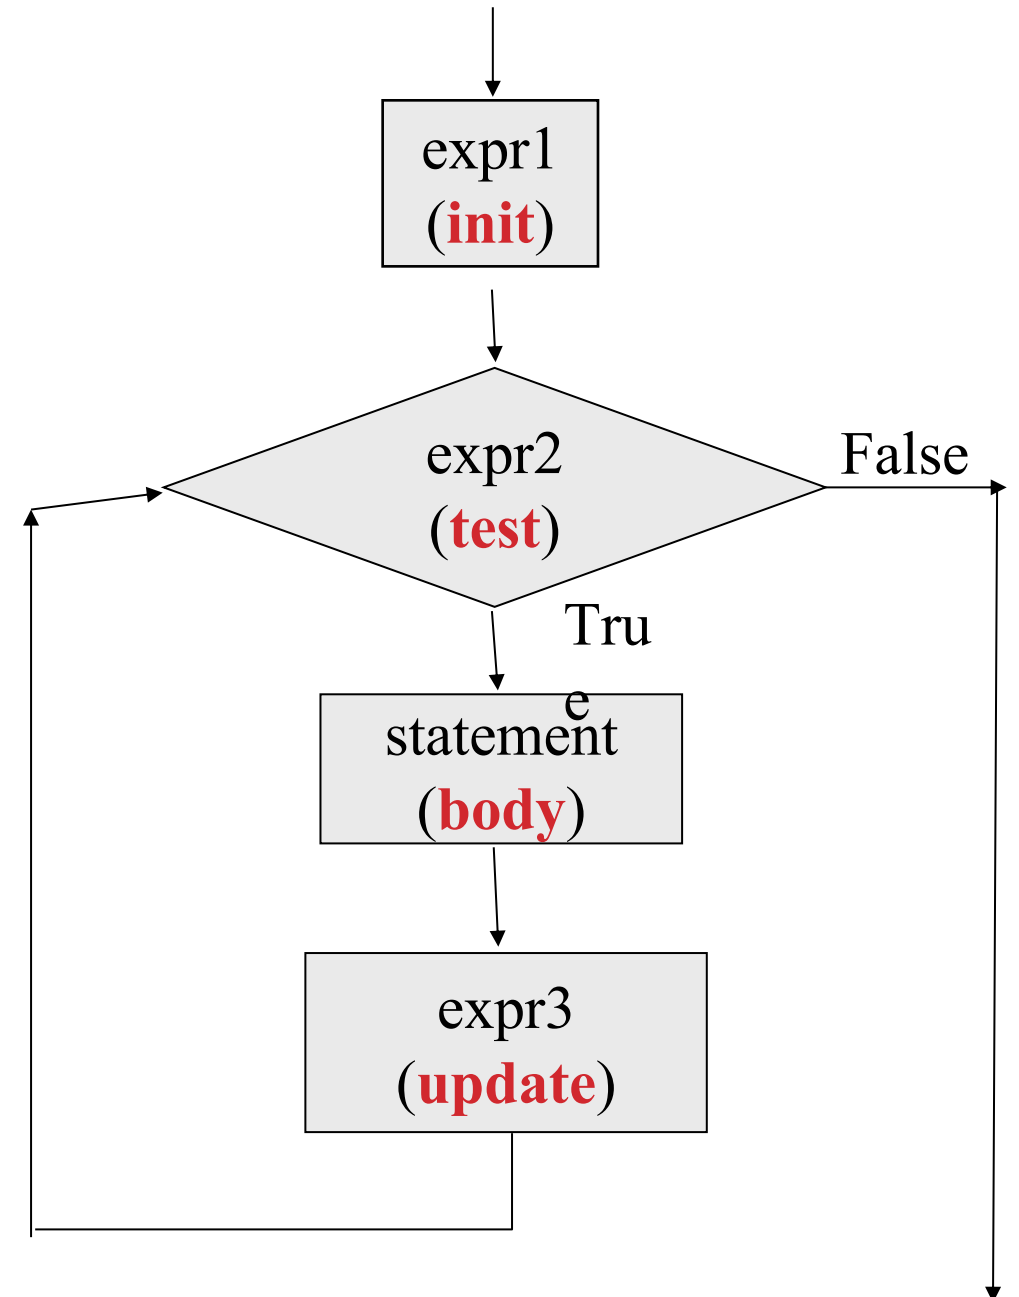 expr1
(init)
expr2
(test)
False
Tru
e
statement
(body)
expr3
(update)